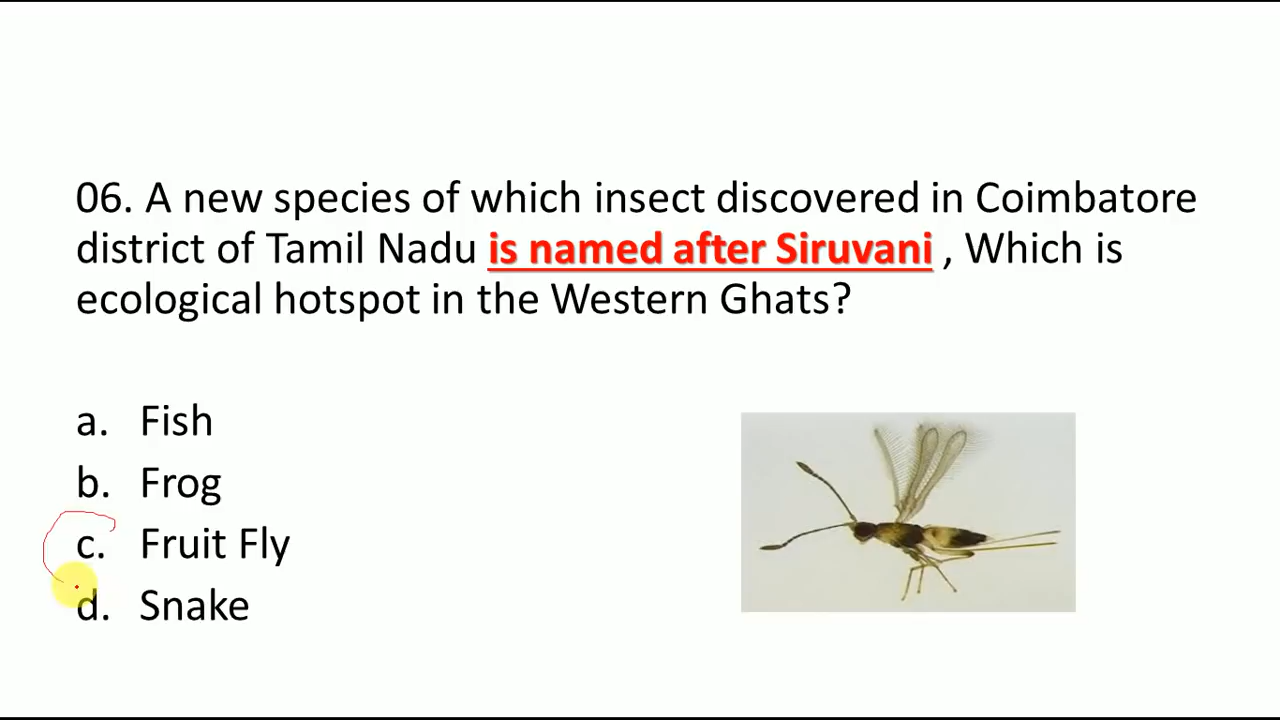 06. A new species of which insect discovered in Coimbatore
district of Tamil Nadu is named after Siruvani , Which is
ecological hotspot in the Western Ghats?
a. Fish
b. Frog
c. Fruit Fly
d. Snake